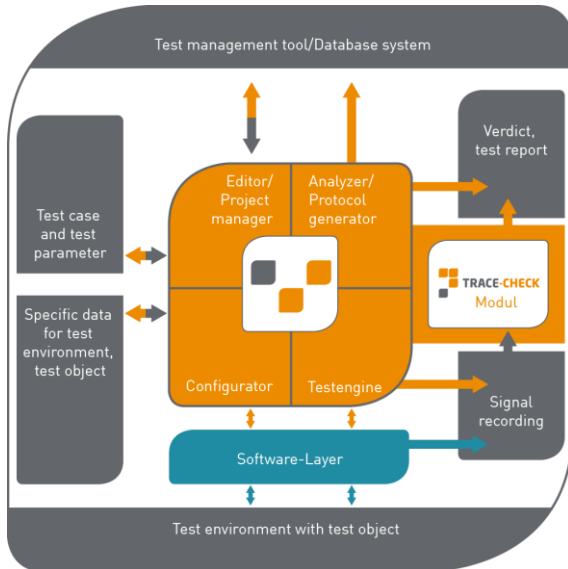 Test management tool/Database system
Editor/
Project
manager
Analyzer/
Protocol
generator
Verdict,
test report
Test case
and test
parameter
TRACE-CHECK
Modul
Specific data
for test
environment,
test object
Configurator
Testengine
Signal
recording
Software-Layer
Test environment with test object